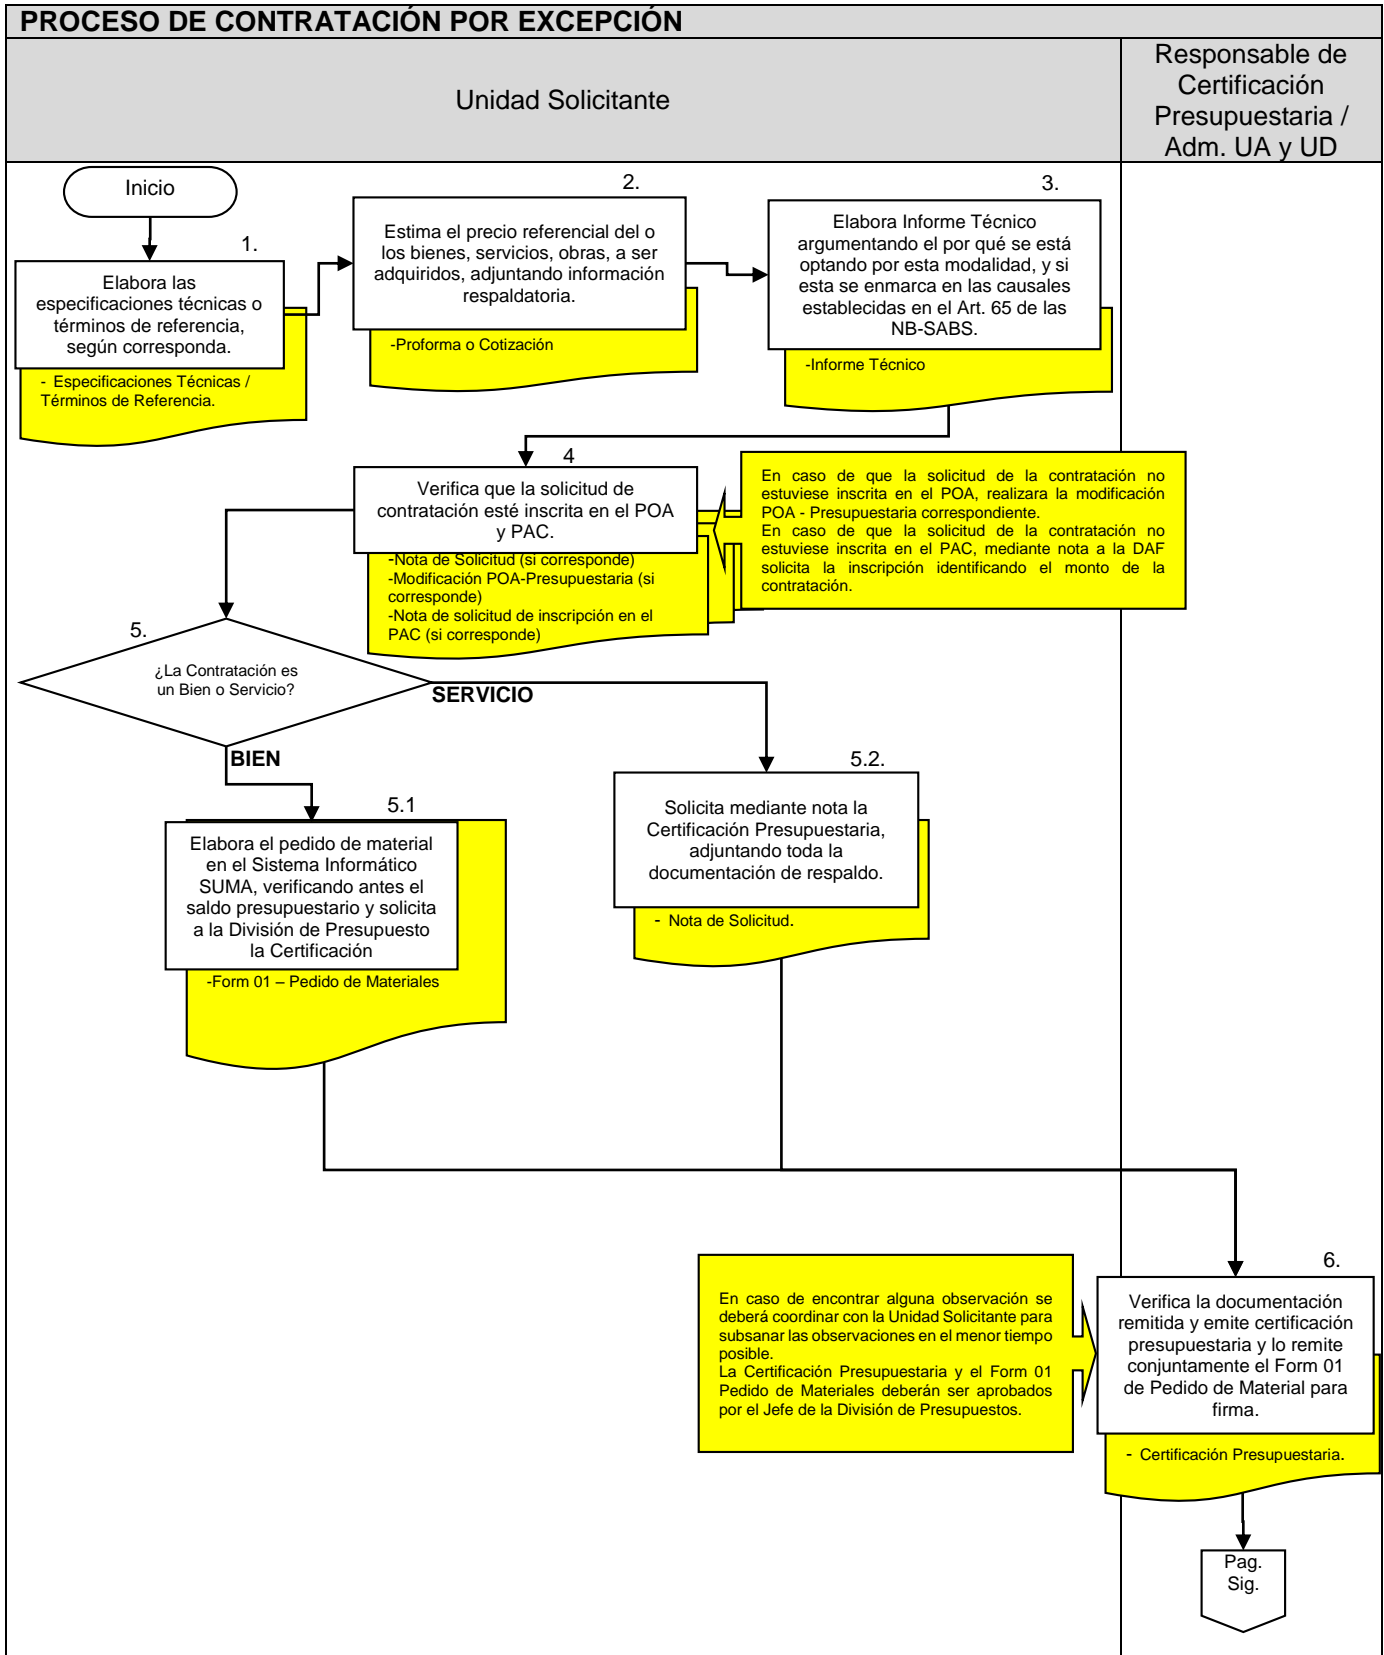 PROCESO DE CONTRATACIÓN POR EXCEPCIÓN
Unidad Solicitante
Responsable de
Certificación
Presupuestaria /
Adm. UA y UD
Inicio
1.
Elabora las
especificaciones técnicas o
términos de referencia,
según corresponda.
- Especificaciones Técnicas /
Términos de Referencia.
2.
Estima el precio referencial del o
los bienes, servicios, obras, a ser
adquiridos, adjuntando información
respaldatoria.
-Proforma o Cotización
3.
Elabora Informe Técnico
argumentando el por qué se está
optando por esta modalidad, y si
esta se enmarca en las causales
establecidas en el Art. 65 de las
NB-SABS.
-Informe Técnico
4
Verifica que la solicitud de
contratación esté inscrita en el POA
y PAC.
-Nota de Solicitud (si corresponde)
-Modificación POA-Presupuestaria (si
corresponde)
-Nota de solicitud de inscripción en el
PAC (si corresponde)
En caso de que la solicitud de la contratación no
estuviese inscrita en el POA, realizara la modificación
POA - Presupuestaria correspondiente.
En caso de que la solicitud de la contratación no
estuviese inscrita en el PAC, mediante nota a la DAF
solicita la inscripción identificando el monto de la
contratación.
5.
¿La Contratación es
un Bien o Servicio?
SERVICIO
BIEN
5.1
Elabora el pedido de material
en el Sistema Informático
SUMA, verificando antes el
saldo presupuestario y solicita
a la División de Presupuesto
la Certificación
-Form 01 – Pedido de Materiales
5.2.
Solicita mediante nota la
Certificación Presupuestaria,
adjuntando toda la
documentación de respaldo.
- Nota de Solicitud.
En caso de encontrar alguna observación se
deberá coordinar con la Unidad Solicitante para
subsanar las observaciones en el menor tiempo
posible.
La Certificación Presupuestaria y el Form 01
Pedido de Materiales deberán ser aprobados
por el Jefe de la División de Presupuestos.
6.
Verifica la documentación
remitida y emite certificación
presupuestaria y lo remite
conjuntamente el Form 01
de Pedido de Material para
firma.
- Certificación Presupuestaria.
Pag.
Sig.